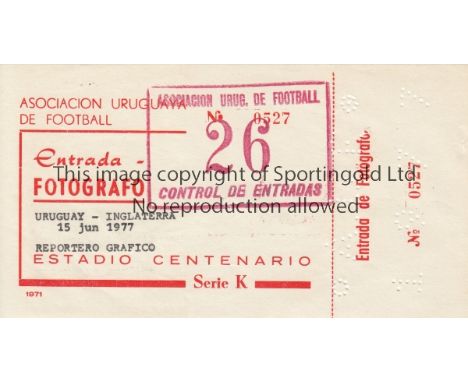 ASOCIACION URUGUAYA
DE FOOTBALL
ASOCIACION URUG. DE FOOTBALL
№ 0527
26
CONTROL DE ENTRADAS
Entrada -
FOTOGRAFO
This image copyright of Sportingold Ltd.
No reproduction allowed
URUGUAY - INGLATERRA
15 jun 1977
REPORTERO GRAFICO
ESTADIO CENTENARIO
Serie K
1971
Entrada de Fotógrafo
№ 0527